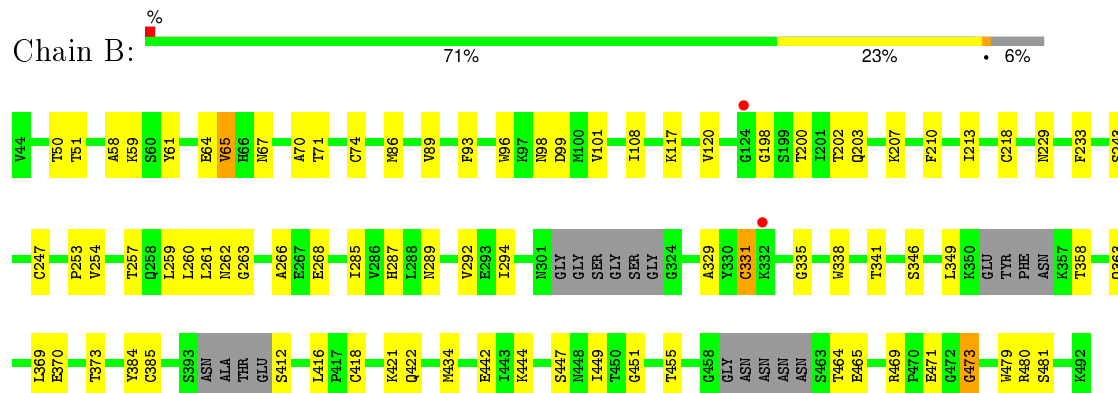 %
Chain B:
71% 23% • 6%
V44 T50 T51 A58 K59 S60 Y61 E64 V65 H66 N67 A70 T71 C74 M86 V89 F93 W96 K97 N98 D99 M100 V101 I108 K117 V120 G124 G198 S199 T200 I201 T202 Q203 K207 F210 I213 C218 N229 F233
C247 P253 V254 T257 Q258 L259 L260 L261 N262 G263 A266 E267 E268 I285 V286 H287 L288 N289 V292 E293 I294 N301 GLY GLY SER GLY SER GLY G324 A329 Y330 C331 K332 G335 W338 T341 S346 L349 K350 GLU TYR PHE ASN K357 T358
L369 E370 T373 Y384 C385 S393 ASN ALA THR GLU S412 L416 P417 C418 K421 Q422 M434 E442 I443 K444 S447 N448 I449 T450 G451 T455 G458 GLY ASN ASN ASN ASN S463 T464 E465 R469 P470 E471 G472 G473 W479 R480 S481 K492